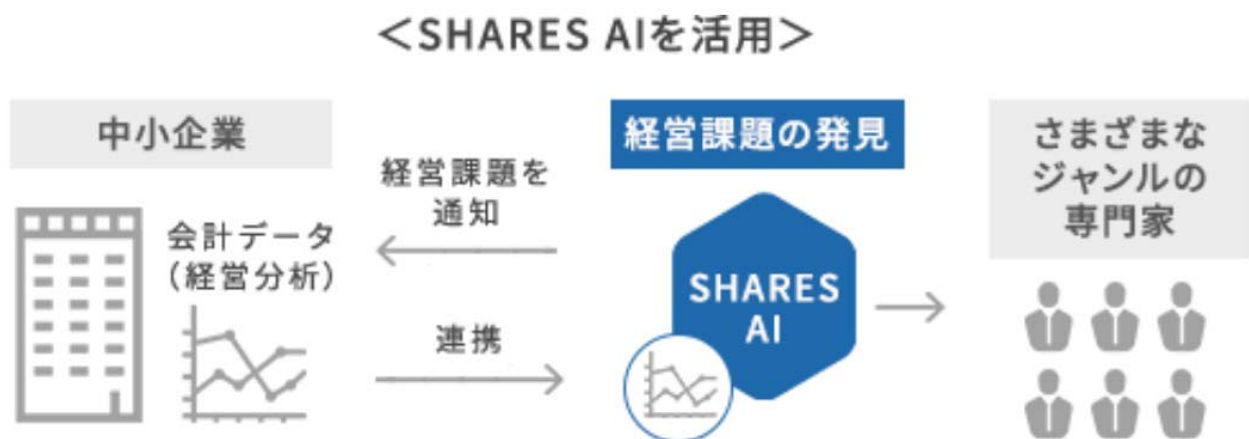 ＜SHARES AIを活用＞
中小企業
会計データ
（経営分析）
経営課題を
通知
連携
経営課題の発見
SHARES
AI
さまざまな
ジャンルの
専門家